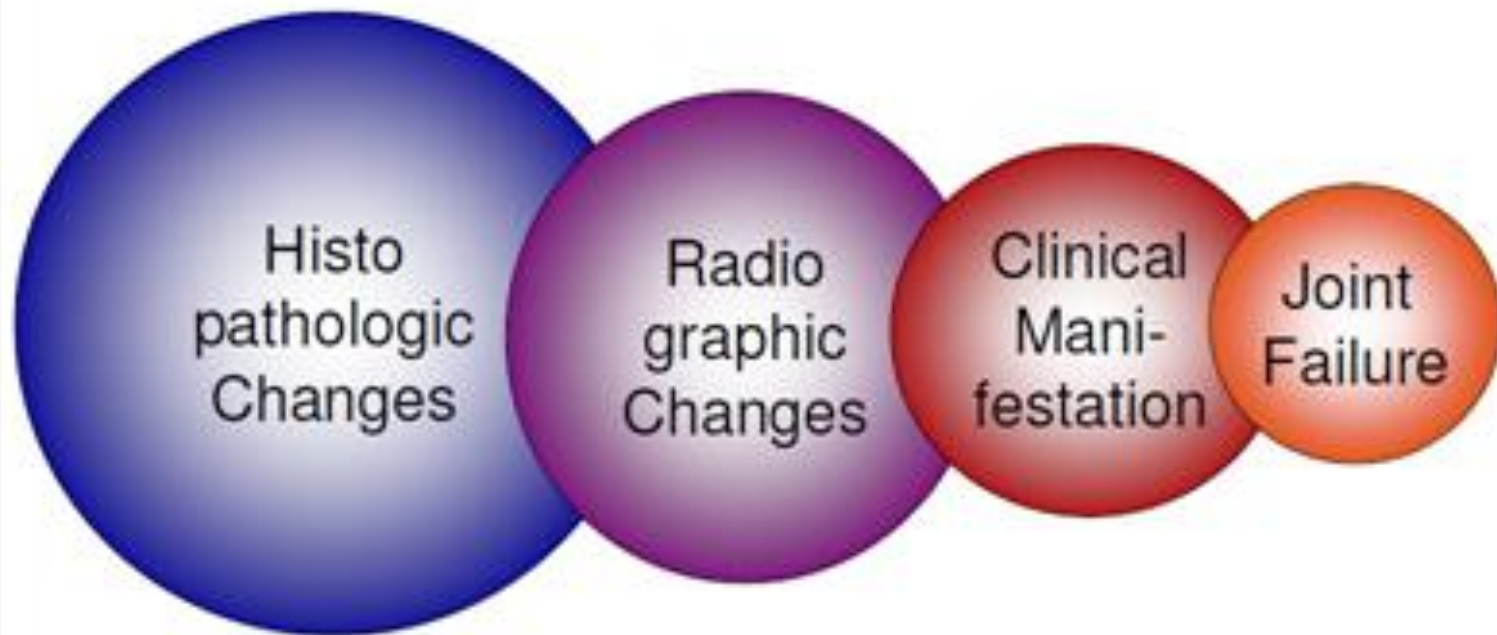 Histo
pathologic
Changes
Radio
graphic
Changes
Clinical
Mani-
festation
Joint
Failure